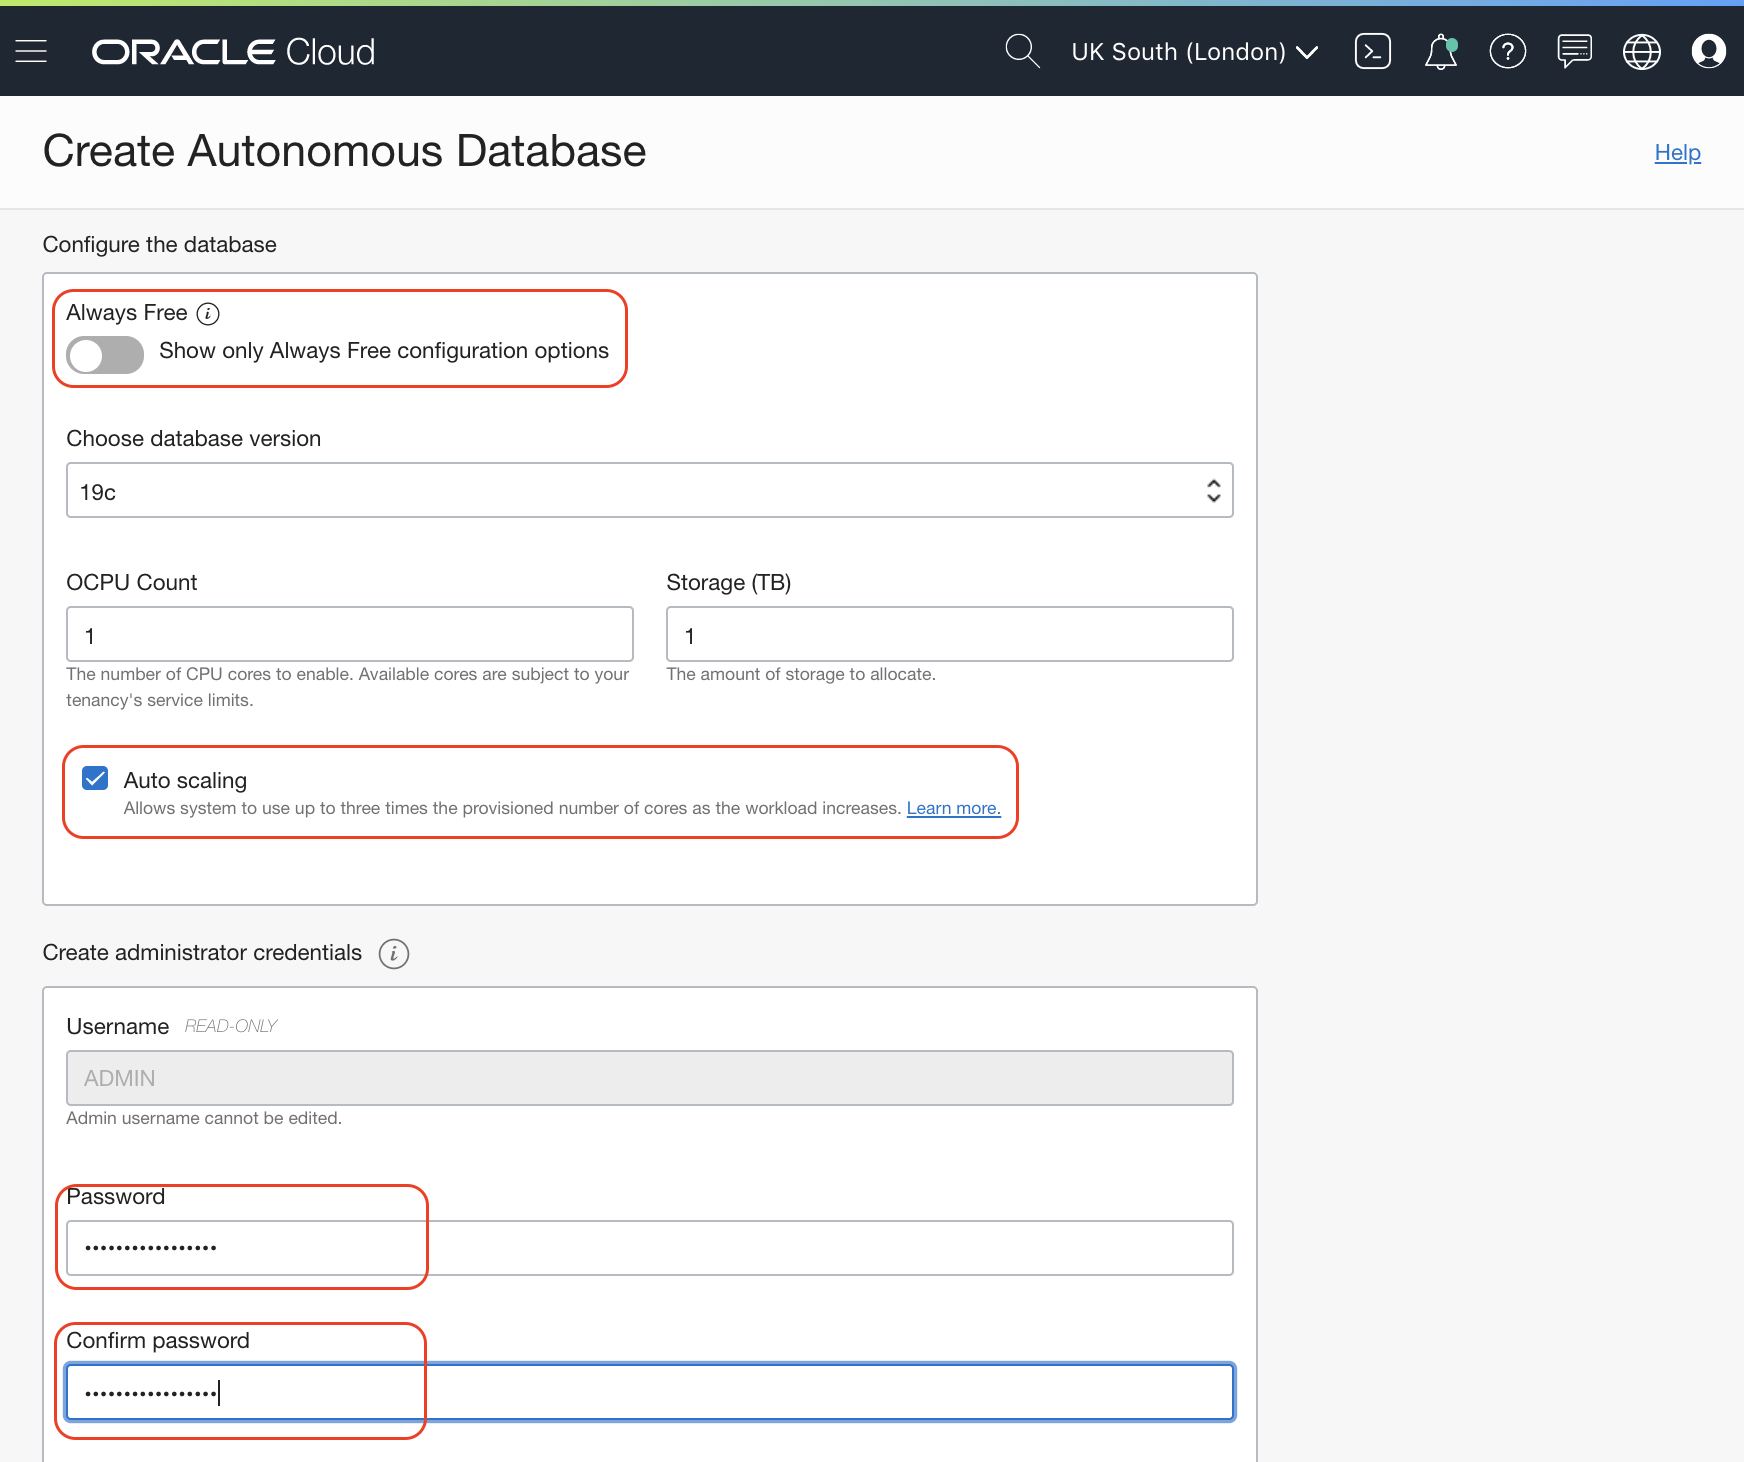 ORACLE Cloud
UK South (London)
Create Autonomous Database
Help
Configure the database
Always Free
Show only Always Free configuration options
Choose database version
19c
OCPU Count
Storage (TB)
1
1
The number of CPU cores to enable. Available cores are subject to your
tenancy's service limits.
The amount of storage to allocate.
Auto scaling
Allows system to use up to three times the provisioned number of cores as the workload increases. Learn more.
Create administrator credentials
Username READ-ONLY
ADMIN
Admin username cannot be edited.
Password
•••••••••••••••••
Confirm password
•••••••••••••••••